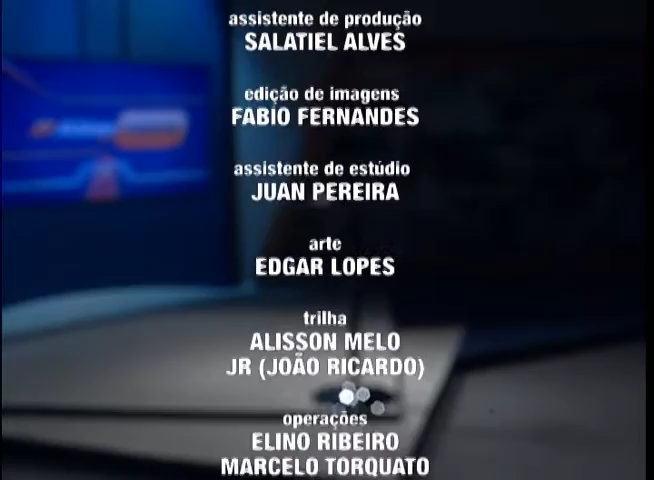 assistente de produção
SALATIEL ALVES
edição de imagens
FABIO FERNANDES
assistente de estúdio
JUAN PEREIRA
arte
EDGAR LOPES
trilha
ALISSON MELO
JR (JOÃO RICARDO)
operações
ELINO RIBEIRO
MARCELO TORQUATO